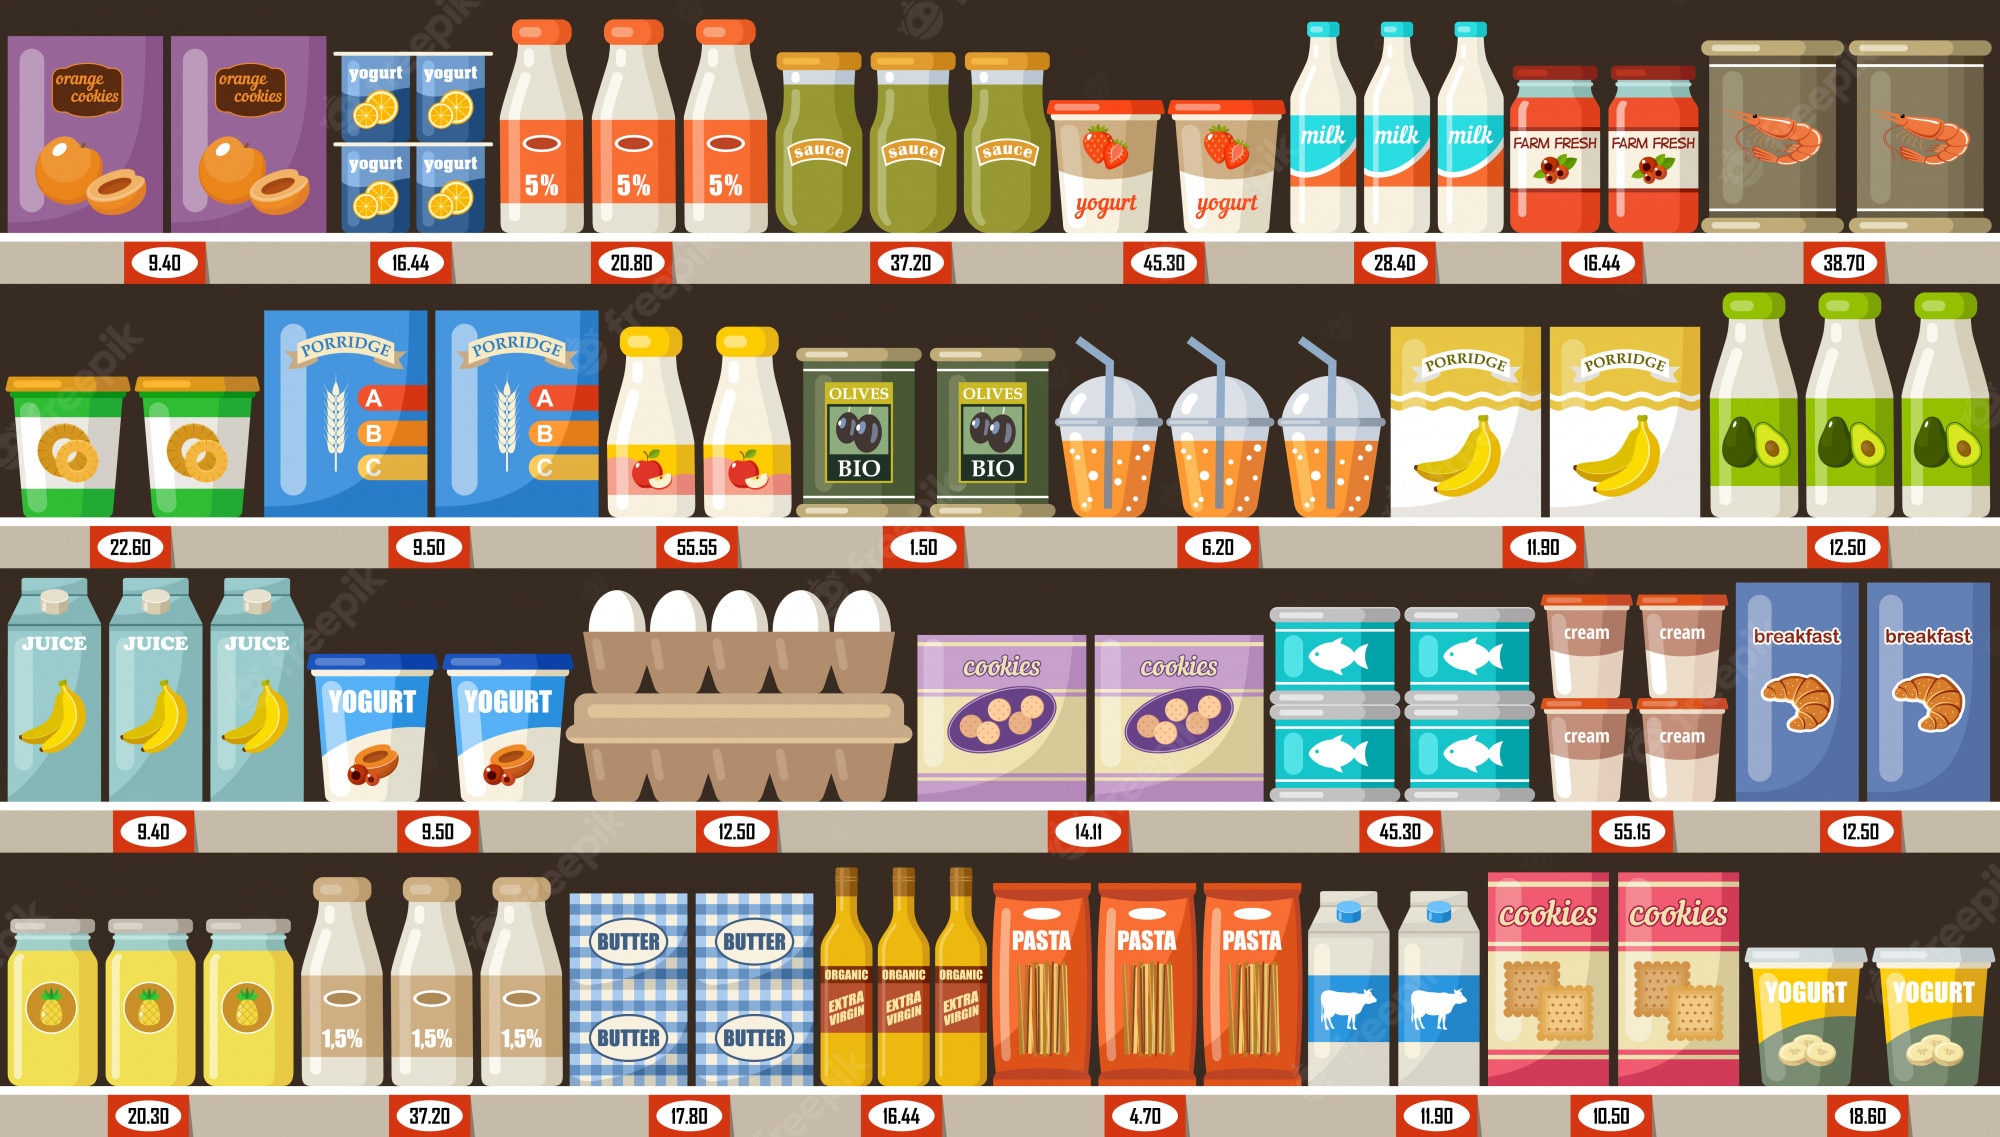 orange
cookies
orange
cookies
yogurt
yogurt
yogurt
yogurt
5%
5%
5%
sauce
sauce
sauce
yogurt
yogurt
milk
milk
milk
FARM FRESH
FARM FRESH
9.40
16.44
20.80
37.20
45.30
28.40
16.44
38.70
PORRIDGE
A
B
C
PORRIDGE
A
B
C
OLIVES
BIO
OLIVES
BIO
PORRIDGE
PORRIDGE
22.60
9.50
55.55
1.50
6.20
11.90
12.50
JUICE
JUICE
JUICE
YOGURT
YOGURT
cookies
cookies
cream
cream
cream
cream
breakfast
breakfast
9.40
9.50
12.50
14.11
45.30
55.15
12.50
1,5%
1,5%
1,5%
BUTTER
BUTTER
BUTTER
BUTTER
ORGANIC
EXTRA
VIRGIN
ORGANIC
EXTRA
VIRGIN
ORGANIC
EXTRA
VIRGIN
PASTA
PASTA
PASTA
cookies
cookies
YOGURT
YOGURT
20.30
37.20
17.80
16.44
4.70
11.90
10.50
18.60
freepik